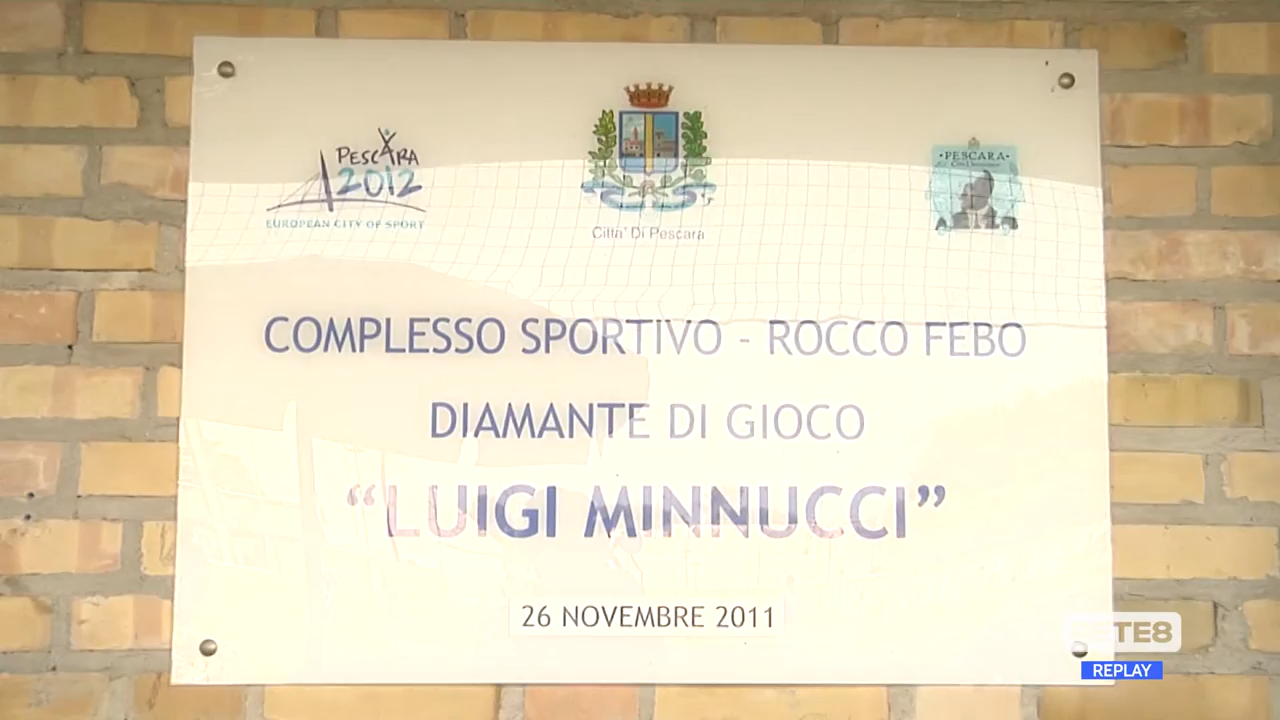 PESCARA
2012
EUROPEAN CITY OF SPORT
Citta' Di Pescara
·PESCARA·
COMPLESSO SPORTIVO - ROCCO FEBO
DIAMANTE DI GIOCO
“LUIGI MINNUCCI”
26 NOVEMBRE 2011
TE8
REPLAY